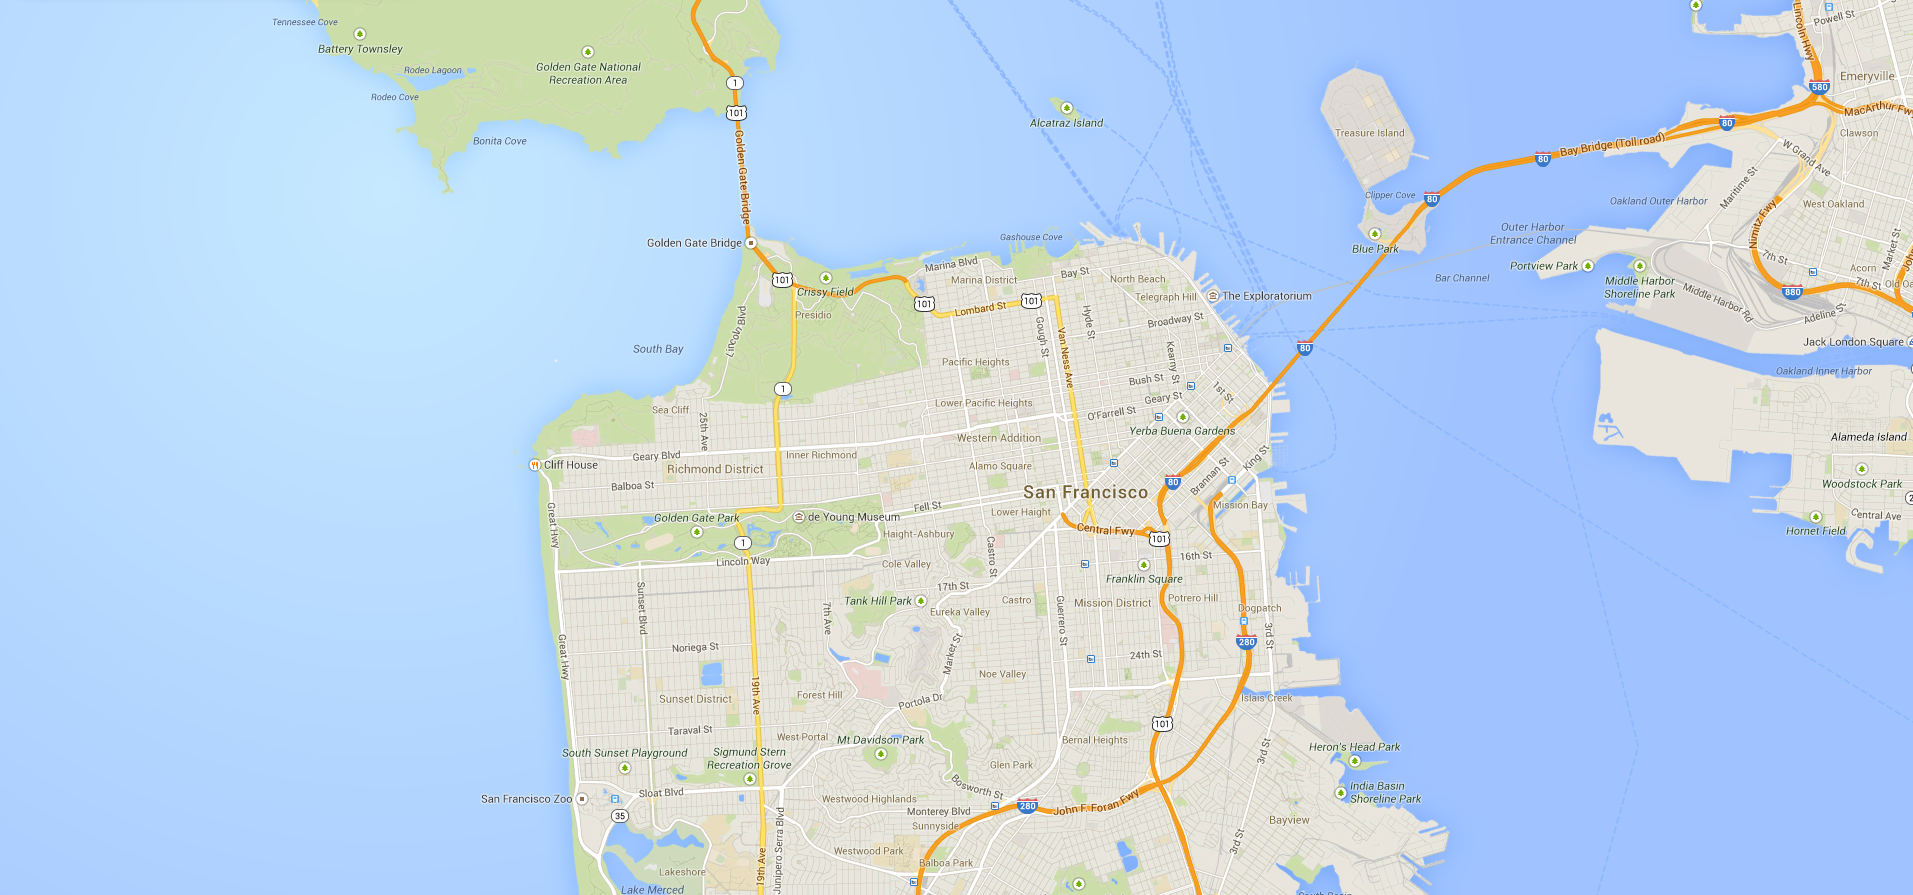 Tennessee Cove
Battery Townsley
Golden Gate National
Recreation Area
Rodeo Lagoon
Rodeo Cove
Bonita Cove
1
101
Golden Gate Bridge
Golden Gate Bridge
Alcatraz Island
Treasure Island
Clipper Cove
Blue Park
80
80
Bay Bridge (Toll road)
80
Lincoln Hwy
Powell St
Emeryville
580
MacArthur Fwy
Clawson
W Grand Ave
Maritime St
West Oakland
Oakland Outer Harbor
Outer Harbor
Entrance Channel
Nimitz Fwy
Market St
7th St
Acorn
Portview Park
Middle Harbor
Shoreline Park
Bar Channel
Middle Harbor Rd
880
7th St
Adeline St
Jack London Square
Oakland Inner Harbor
Alameda Island
Woodstock Park
Central Ave
Hornet Field
101
Crissy Field
Presidio
Lincoln Blvd
South Bay
1
Gashouse Cove
Marina Blvd
Marina District
Bay St
North Beach
Telegraph Hill
The Exploratorium
101
Lombard St
101
Gough St
Van Ness Ave
Hyde St
Broadway St
Kearny St
80
Pacific Heights
Bush St
Geary St
1st St
Lower Pacific Heights
O'Farrell St
Yerba Buena Gardens
Sea Cliff
25th Ave
Western Addition
Cliff House
Geary Blvd
Inner Richmond
Richmond District
Alamo Square
Balboa St
San Francisco
80
Brannan St
King St
Mission Bay
Great Hwy
Golden Gate Park
de Young Museum
Fell St
Lower Haight
Central Fwy
101
1
Lincoln Way
Haight-Ashbury
Castro St
16th St
Cole Valley
Franklin Square
17th St
Sunset Blvd
7th Ave
Tank Hill Park
Eureka Valley
Castro
Guerrero St
Mission District
Potrero Hill
Dogpatch
3rd St
280
Great Hwy
Noriega St
Market St
24th St
Noe Valley
Sunset District
19th Ave
Forest Hill
Portola Dr
Islais Creek
Taraval St
West Portal
101
South Sunset Playground
Sigmund Stern
Recreation Grove
Mt Davidson Park
Bernal Heights
Glen Park
3rd St
Heron's Head Park
India Basin
Shoreline Park
San Francisco Zoo
Sloat Blvd
35
Bosworth St
Westwood Highlands
Monterey Blvd
280
John F Foran Fwy
Sunnyside
Bayview
3rd St
Junipero Serra Blvd
19th Ave
Westwood Park
Balboa Park
Lakeshore
Lake Merced